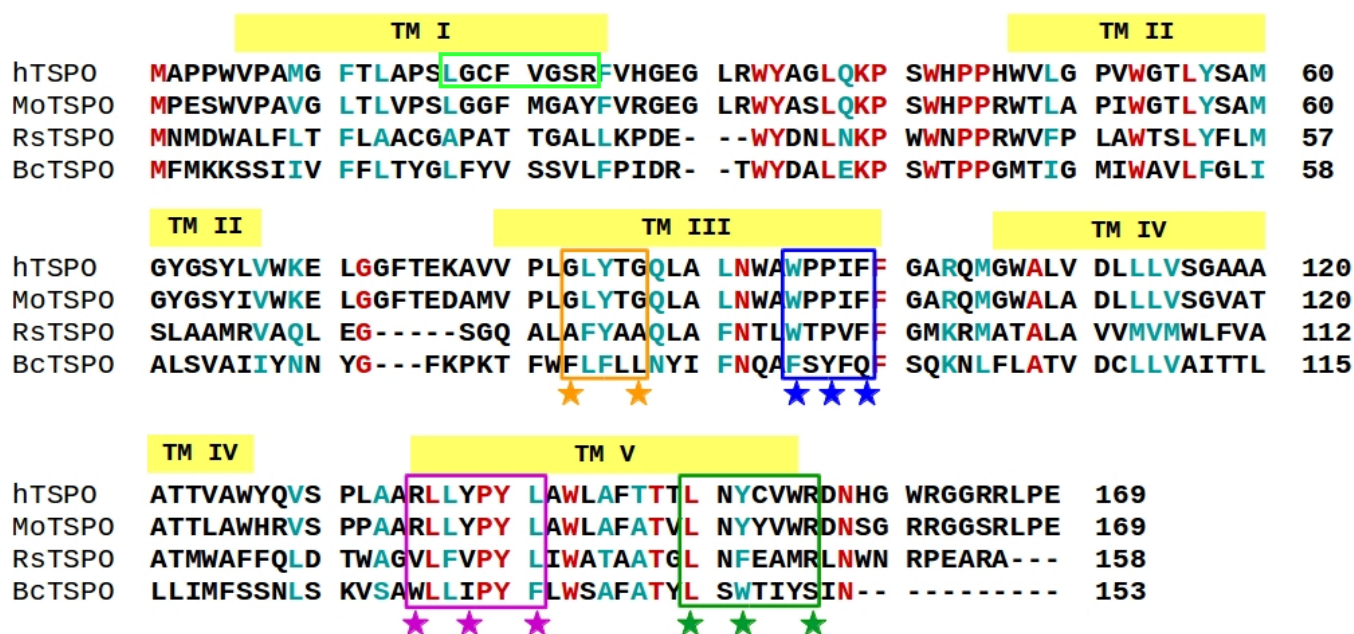 TM I TM II
hTSPO MAPPWVPAMG FTLAPSLGCF VGSRFVHGEG LRWYAGLQKP SWHPPHWVLG PVWGTLYSAM 60
MoTSPO MPESWVPAVG LTLVPSLGGF MGAYFVRGEG LRWYASLQKP SWHPPRWTLA PIWGTLYSAM 60
RsTSPO MNMDWALFLT FLAACGAPAT TGALLKPDE- --WYDNLNKP WWNPPRWVFP LAWTSLYFLM 57
BcTSPO MFMKKSSIIV FFLTYGLFYV SSVLFPIDR- -TWYDALEKP SWTPPGMTIG MIWAVLFGLI 58
TM II TM III TM IV
hTSPO GYGSYLVWKE LGGFTEKAVV PLGLYTGQLA LNWAWPPIFF GARQMGWALV DLLLVSGAAA 120
MoTSPO GYGSYIVWKE LGGFTEDAMV PLGLYTGQLA LNWAWPPIFF GARQMGWALA DLLLVSGVAT 120
RsTSPO SLAAMRVAQL EG-----SGQ ALAFYAAQLA FNTLWTPVFF GMKRMATALA VVMVMWLFVA 112
BcTSPO ALSVAIIYNN YG---FKPKT FWFLFLLNYI FNQAFSYFQF SQKNLFLATV DCLLVAITTL 115
TM IV TM V
hTSPO ATTVAWYQVS PLAARLLYPY LAWLAFTTTL NYCVWRDNHG WRGGRRLPE 169
MoTSPO ATTLAWHRVS PPAARLLYPY LAWLAFATVL NYYVWRDNSG RRGGSRLPE 169
RsTSPO ATMWAFFQLD TWAGVLFVPY LIWATAATGL NFEAMRLNWN RPEARA--- 158
BcTSPO LLIMFSSNLS KVSAWLLIPY FLWSAFATYL SWTIYSIN-- --------- 153